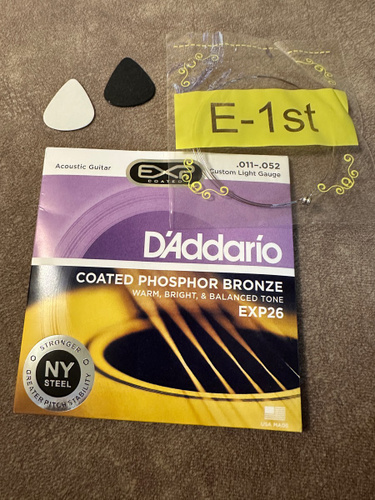 E-1st
Acoustic Guitar
EXP
COATED
.011-.052
Custom Light Gauge
D'Addario
COATED PHOSPHOR BRONZE
WARM, BRIGHT, & BALANCED TONE
EXP26
STRONGER
NY
STEEL
GREATER PITCH STABILITY
USA MADE